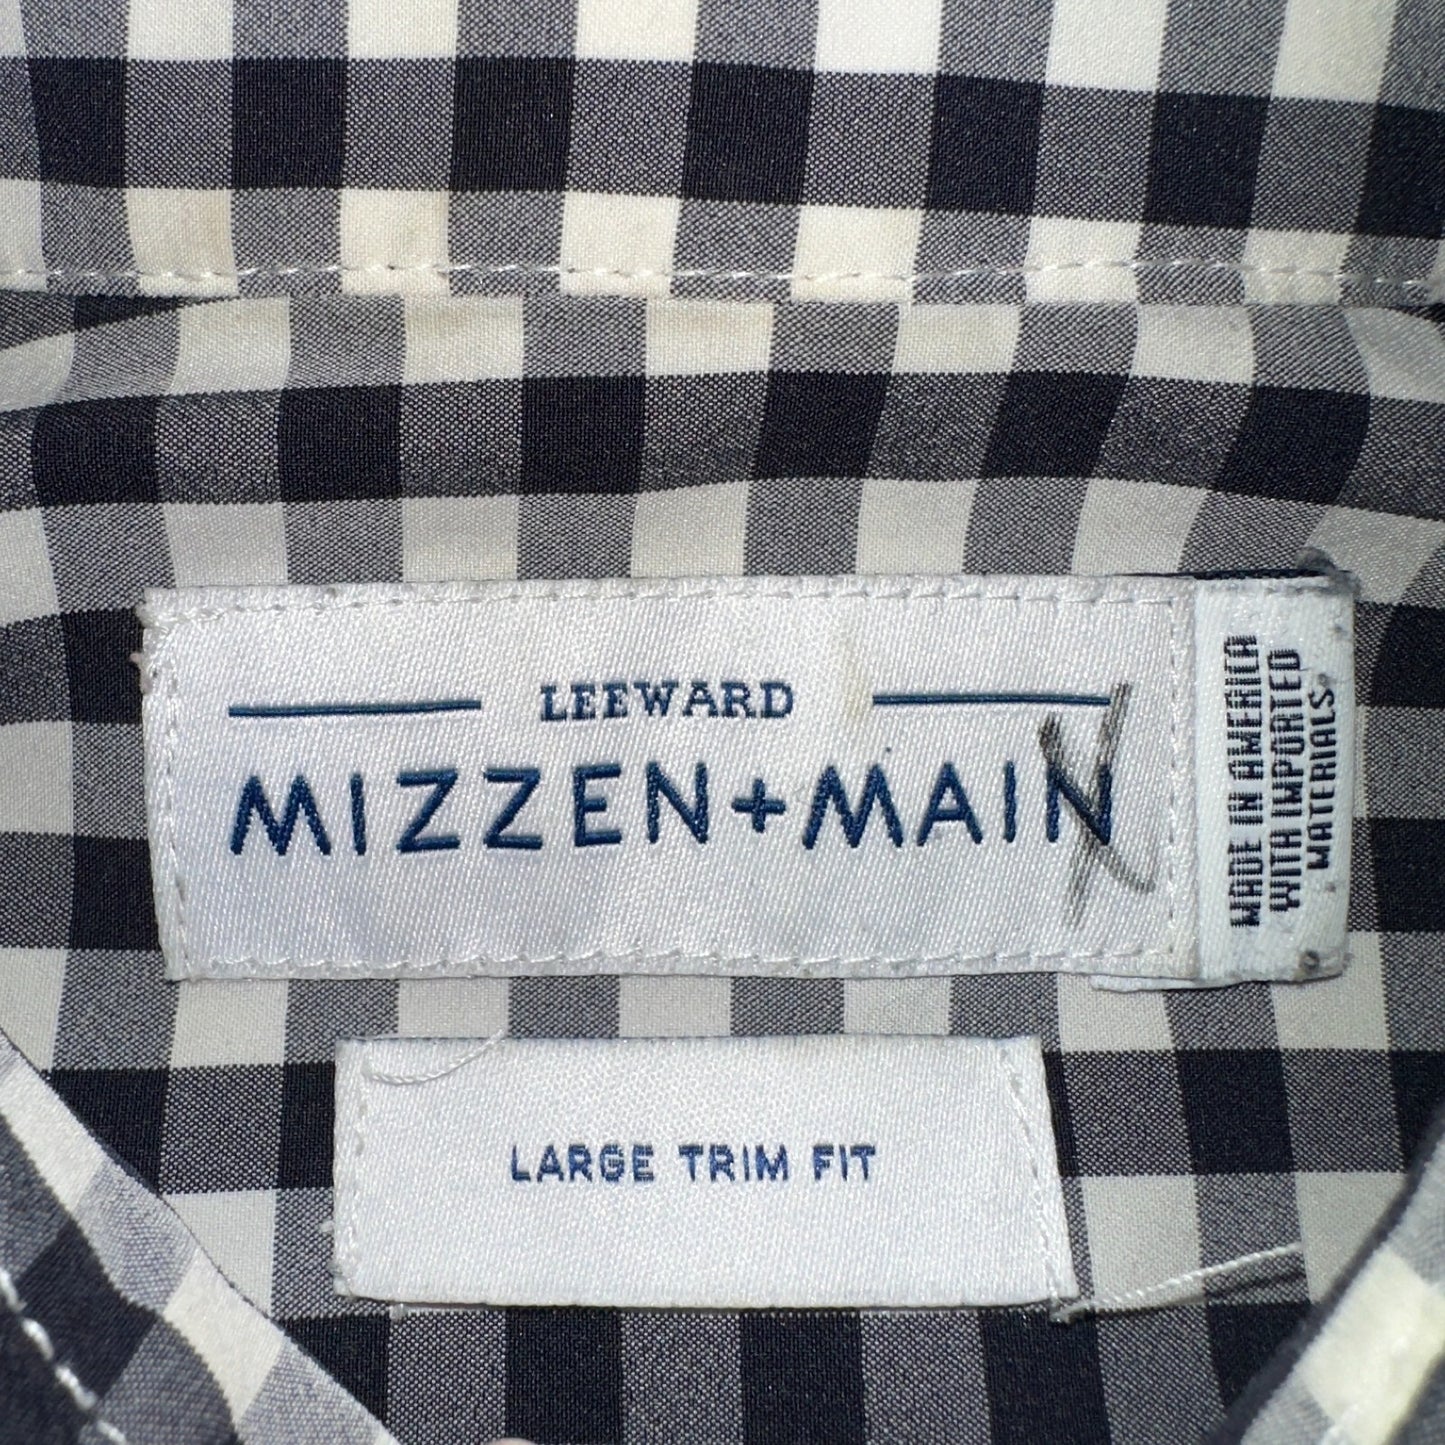 LEEWARD
MIZZEN+MAIN
MADE IN AMERICA
WITH IMPORTED
MATERIALS
LARGE TRIM FIT